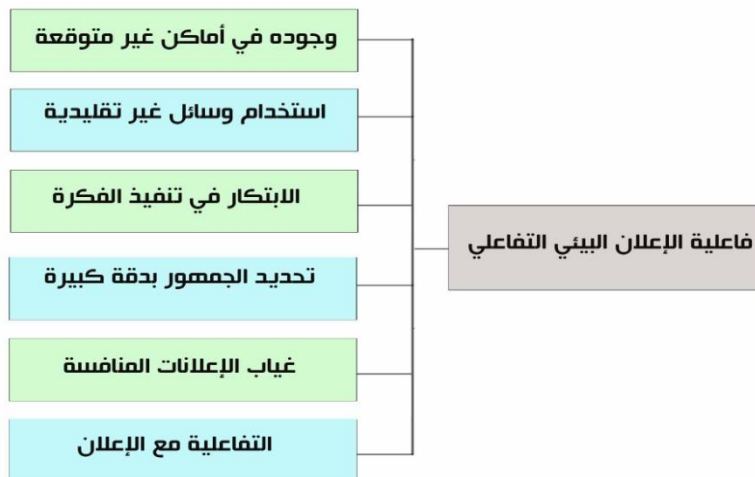 فاعلية الإعلان البيئي التفاعلي
وجوده في أماكن غير متوقعة
استخدام وسائل غير تقليدية
الابتكار في تنفيذ الفكرة
تحديد الجمهور بدقة كبيرة
غياب الإعلانات المنافسة
التفاعلية مع الإعلان